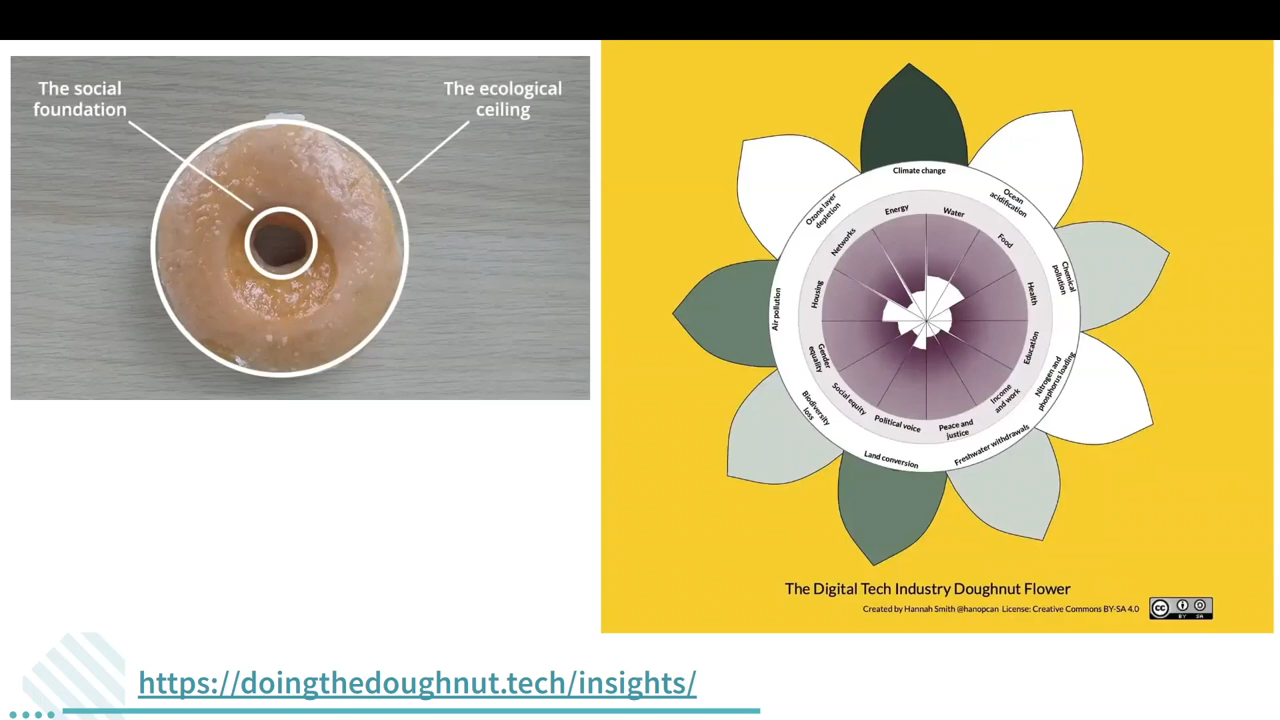 The social
foundation
The ecological
ceiling
Climate change
Ocean
acidification
Chemical
pollution
Nitrogen and
phosphorus loading
Freshwater withdrawals
Land conversion
Biodiversity
loss
Air pollution
Ozone layer
depletion
Energy
Water
Food
Health
Education
Income
and work
Peace and
justice
Political voice
Social equity
Gender
equality
Housing
Networks
The Digital Tech Industry Doughnut Flower
Created by Hannah Smith @hanopcan License: Creative Commons BY-SA 4.0
CC
BY SA
https://doingthedoughnut.tech/insights/